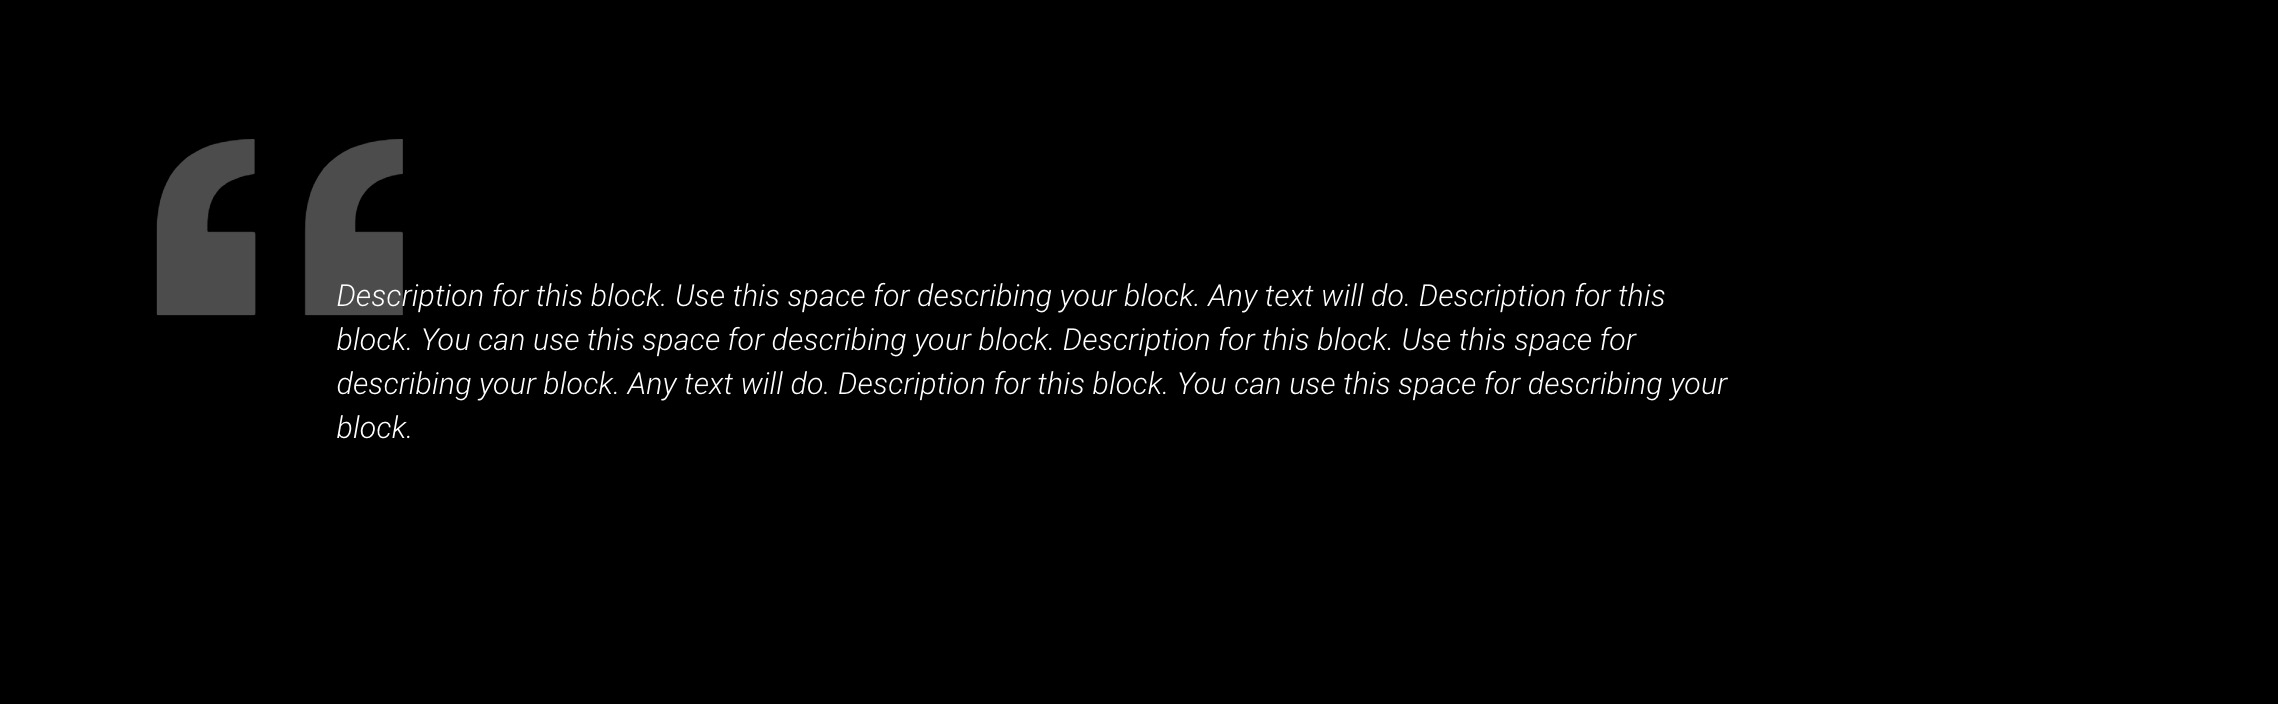 “
Description for this block. Use this space for describing your block. Any text will do. Description for this
block. You can use this space for describing your block. Description for this block. Use this space for
describing your block. Any text will do. Description for this block. You can use this space for describing your
block.